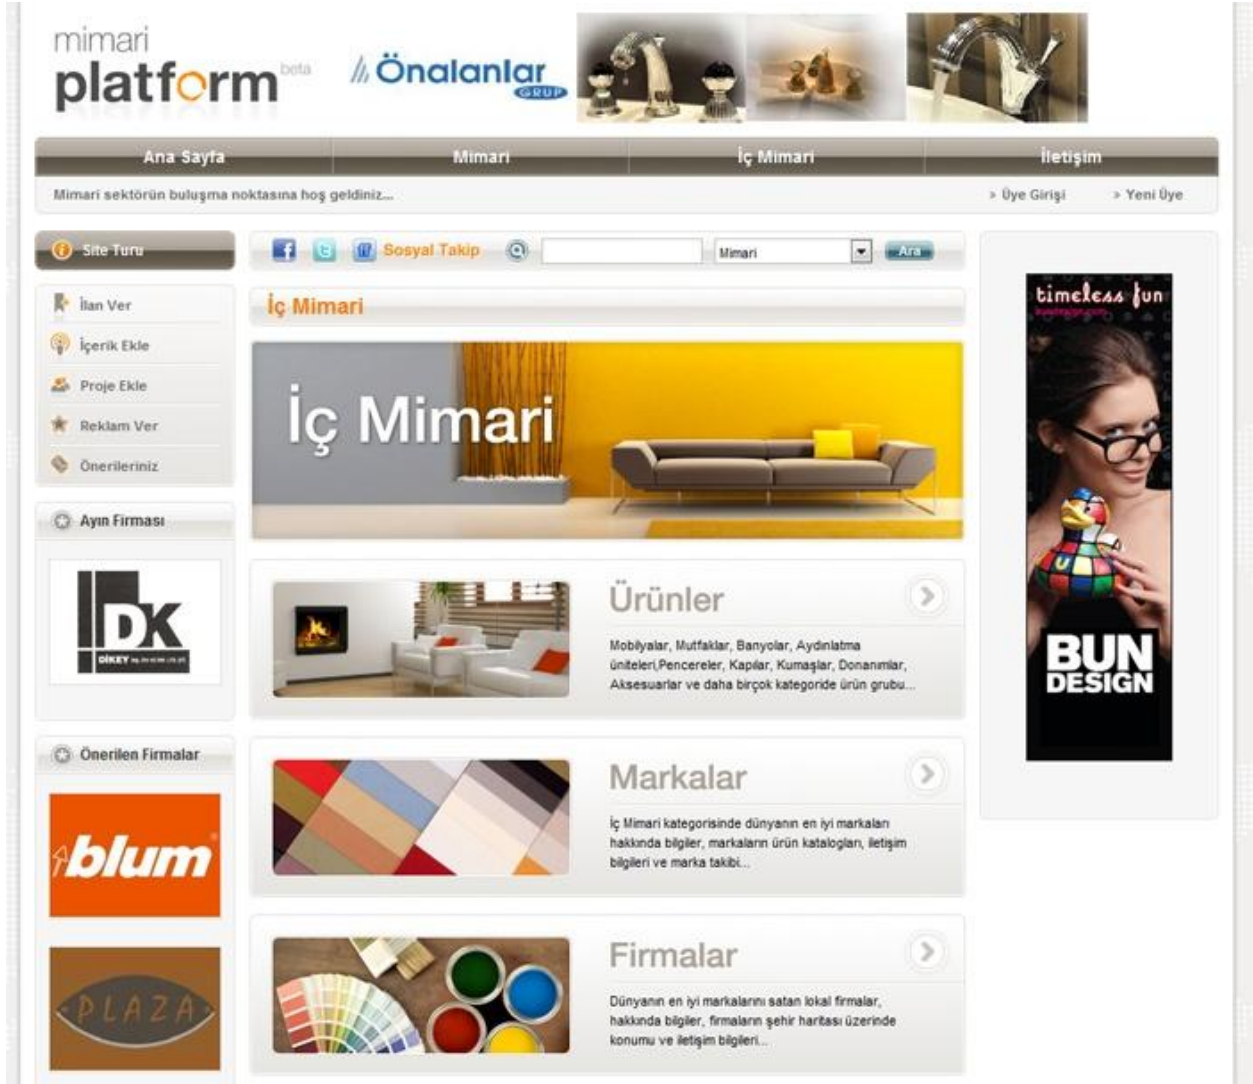 mimari
platform beta
Önalanlar
GRUP
Ana Sayfa
Mimari
İç Mimari
İletişim
Mimari sektörün buluşma noktasına hoş geldiniz...
» Üye Girişi
» Yeni Üye
Site Turu
Sosyal Takip
Mimari
Ara
İlan Ver
İçerik Ekle
Proje Ekle
Reklam Ver
Önerileriniz
Ayın Firması
DK
DİKEY
Önerilen Firmalar
blum
PLAZA
İç Mimari
İç Mimari
Ürünler
Mobilyalar, Mutfaklar, Banyolar, Aydınlatma
üniteleri,Pencereler, Kapılar, Kumaşlar, Donanımlar,
Aksesuarlar ve daha birçok kategoride ürün grubu...
Markalar
İç Mimari kategorisinde dünyanın en iyi markaları
hakkında bilgiler, markaların ürün katalogları, iletişim
bilgileri ve marka takibi...
Firmalar
Dünyanın en iyi markalarını satan lokal firmalar,
hakkında bilgiler, firmaların şehir haritası üzerinde
konumu ve iletişim bilgileri...
timeless fun
BUN
DESIGN